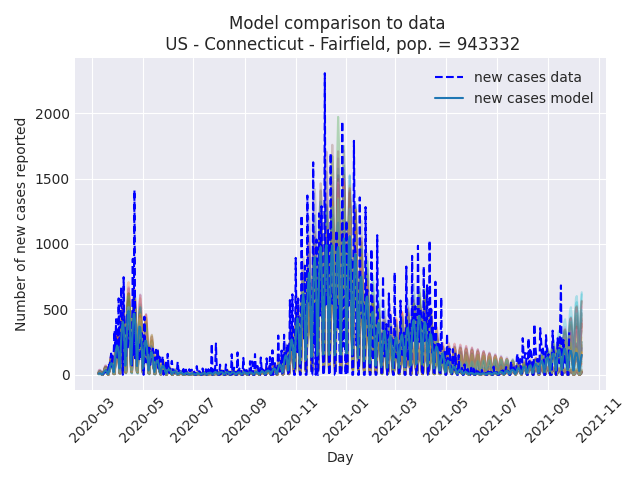 Model comparison to data
US - Connecticut - Fairfield, pop. = 943332
new cases data
new cases model
Number of new cases reported
2000
1500
1000
500
0
2020-03
2020-05
2020-07
2020-09
2020-11
2021-01
2021-03
2021-05
2021-07
2021-09
2021-11
Day